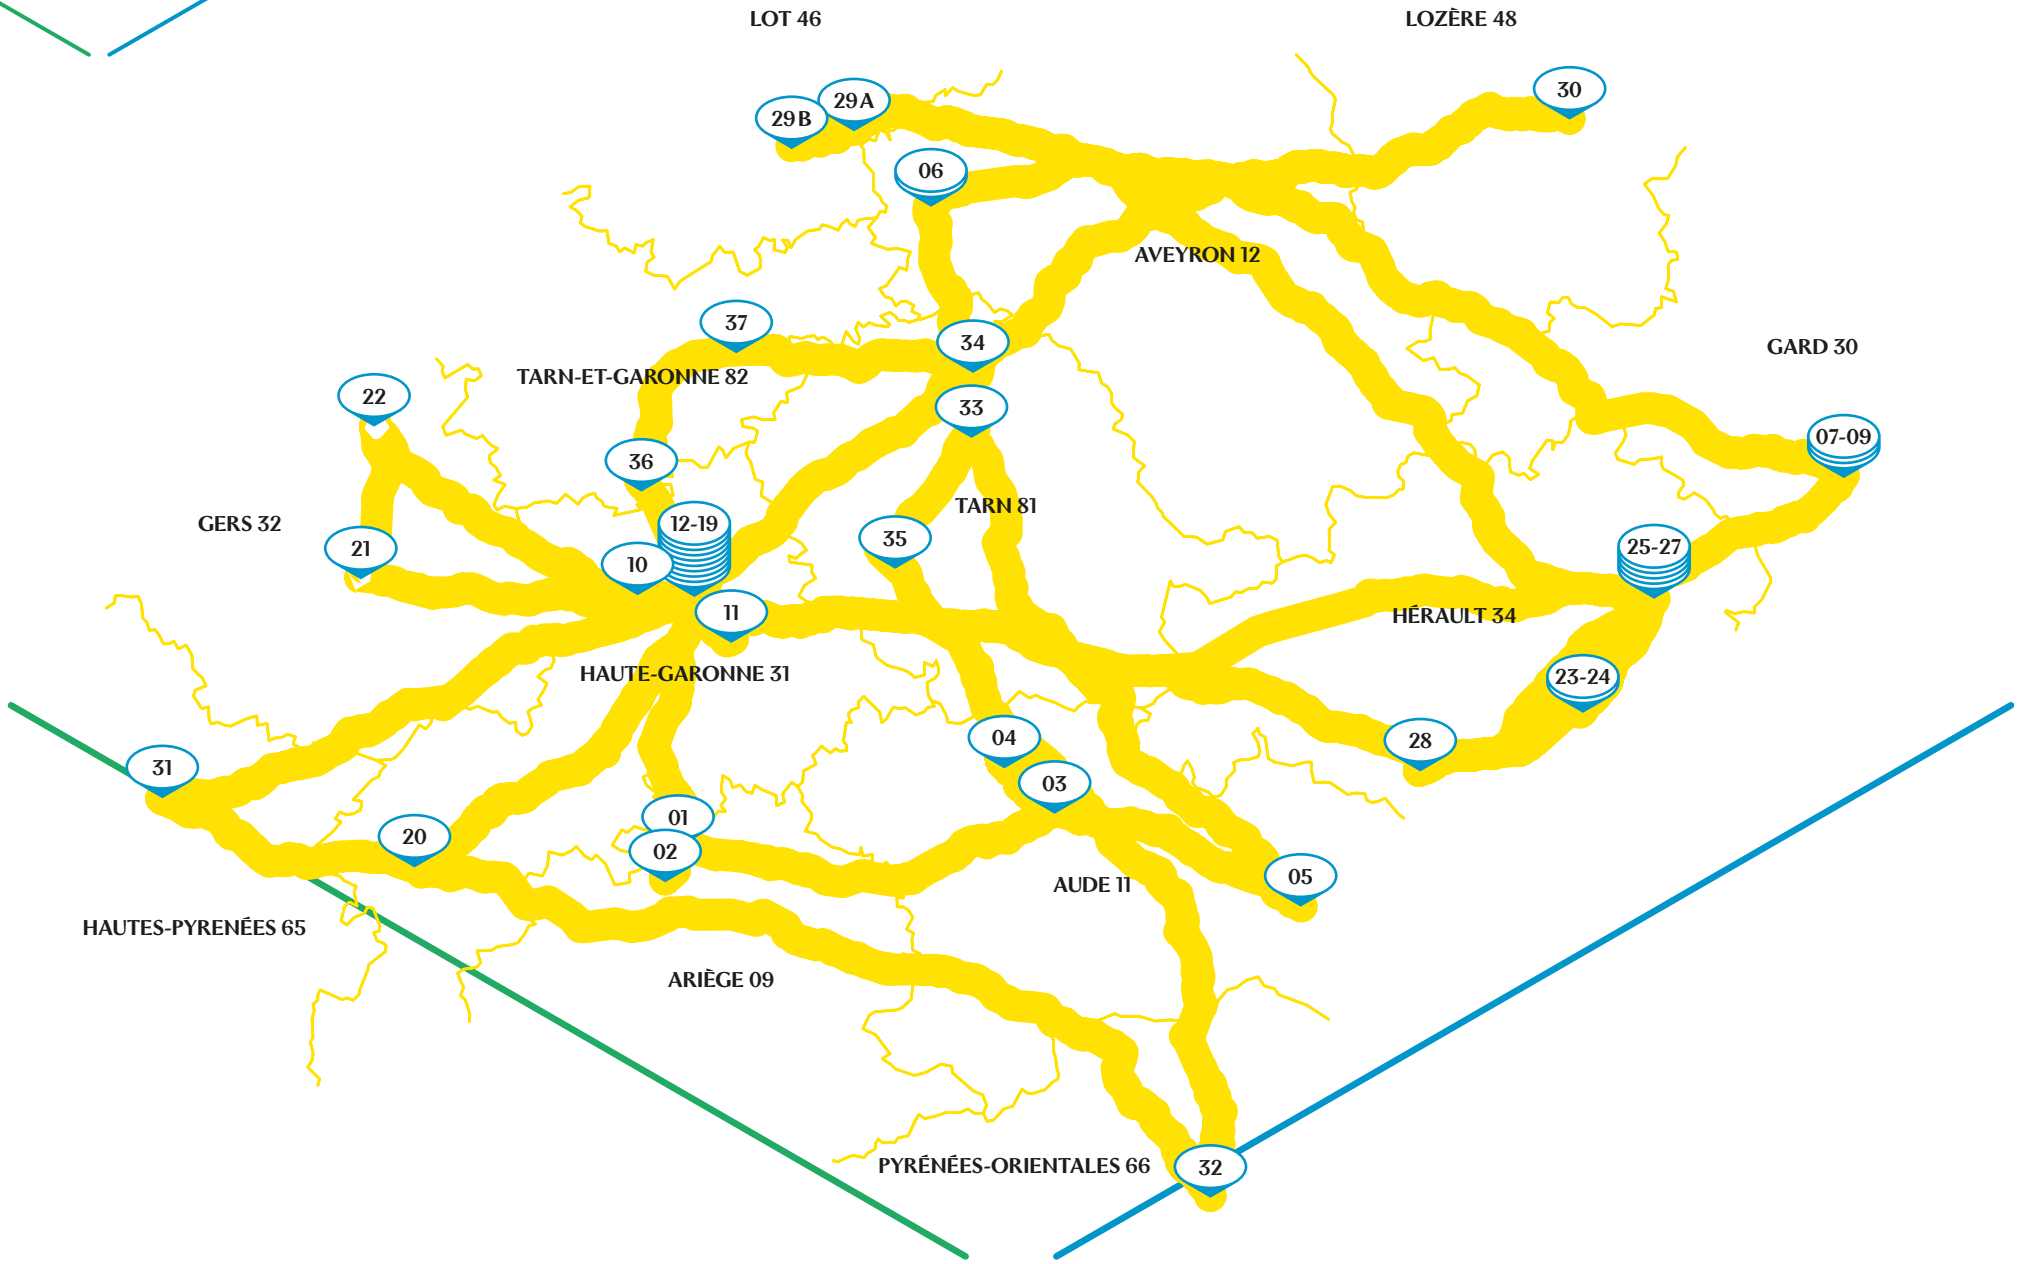 LOT 46
LOZÈRE 48
30
29A
29B
06
AVEYRON 12
37
34
GARD 30
TARN-ET-GARONNE 82
22
33
07-09
36
TARN 81
GERS 32
12-19
35
21
25-27
10
11
HÉRAULT 34
HAUTE-GARONNE 31
23-24
04
28
31
03
01
20
02
05
AUDE 11
HAUTES-PYRENÉES 65
ARIÈGE 09
PYRÉNÉES-ORIENTALES 66
32